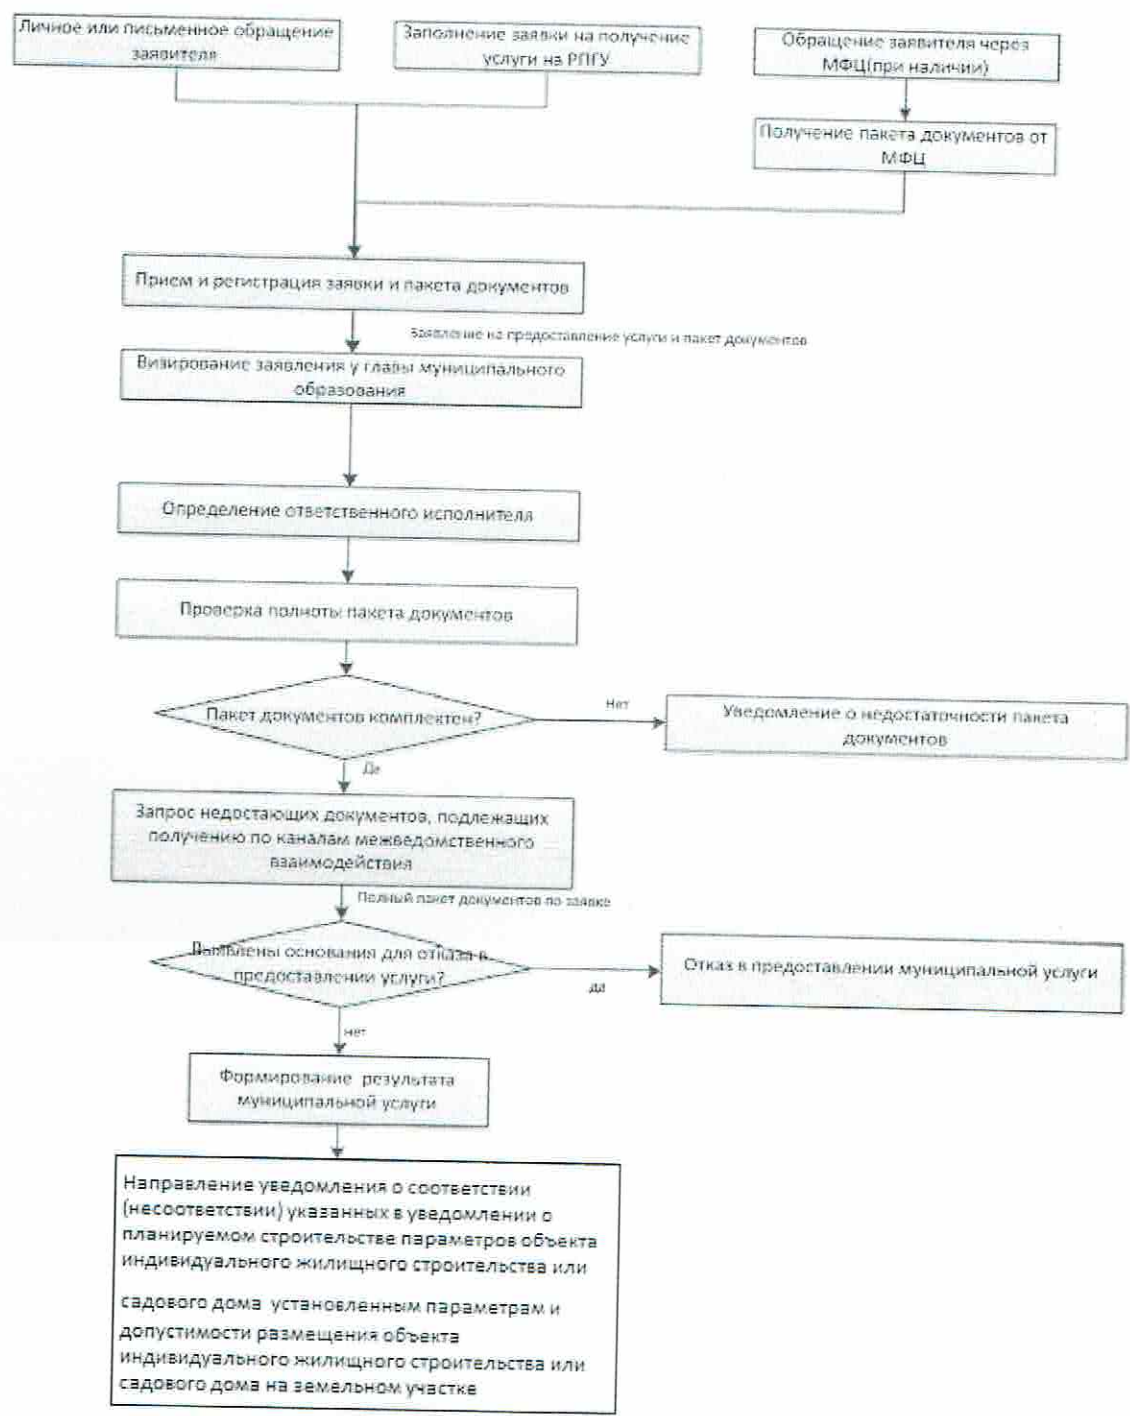 Личное или письменное обращение
заявителя
Заполнение заявки на получение
услуги на РПГУ
Обращение заявителя через
МФЦ(при наличии)
Получение пакета документов от
МФЦ
Прием и регистрация заявки и пакета документов
Заявление на предоставление услуги и пакет документов
Визирование заявления у главы муниципального
образования
Определение ответственного исполнителя
Проверка полноты пакета документов
Пакет документов комплектен?
Нет
Уведомление о недостаточности пакета
документов
Да
Запрос недостающих документов, подлежащих
получению по каналам межведомственного
взаимодействия
Полный пакет документов по заявке
Выявлены основания для отказа в
предоставлении услуги?
да
Отказ в предоставлении муниципальной услуги
нет
Формирование результата
муниципальной услуги
Направление уведомления о соответствии
(несоответствии) указанных в уведомлении о
планируемом строительстве параметров объекта
индивидуального жилищного строительства или
садового дома установленным параметрам и
допустимости размещения объекта
индивидуального жилищного строительства или
садового дома на земельном участке